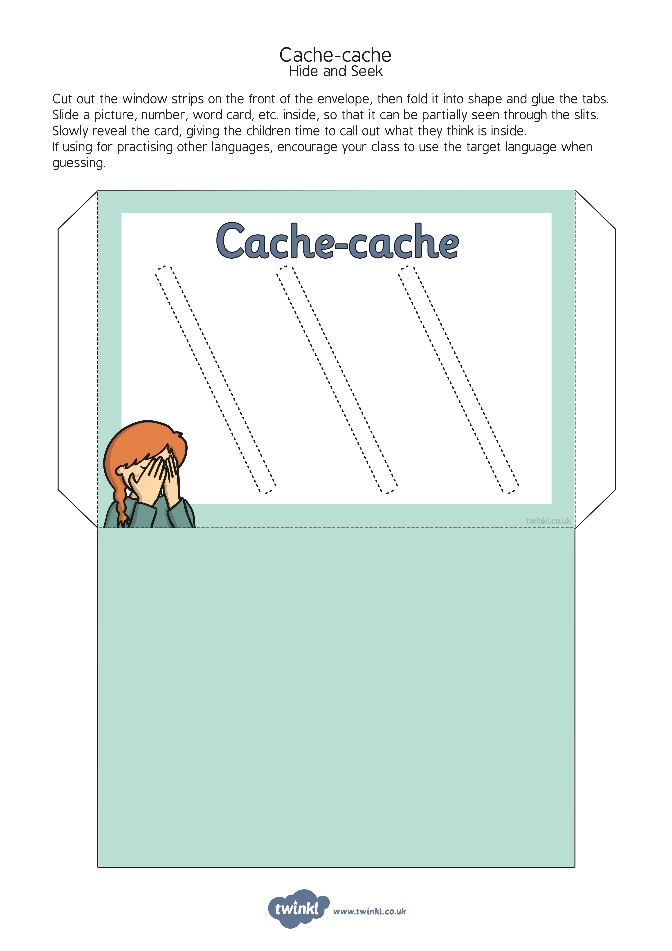 Cache-cache
Hide and Seek
Cut out the window strips on the front of the envelope, then fold it into shape and glue the tabs.
Slide a picture, number, word card, etc. inside, so that it can be partially seen through the slits.
Slowly reveal the card, giving the children time to call out what they think is inside.
If using for practising other languages, encourage your class to use the target language when
guessing.
Cache-cache
twinkl.co.uk
twinkl www.twinkl.co.uk